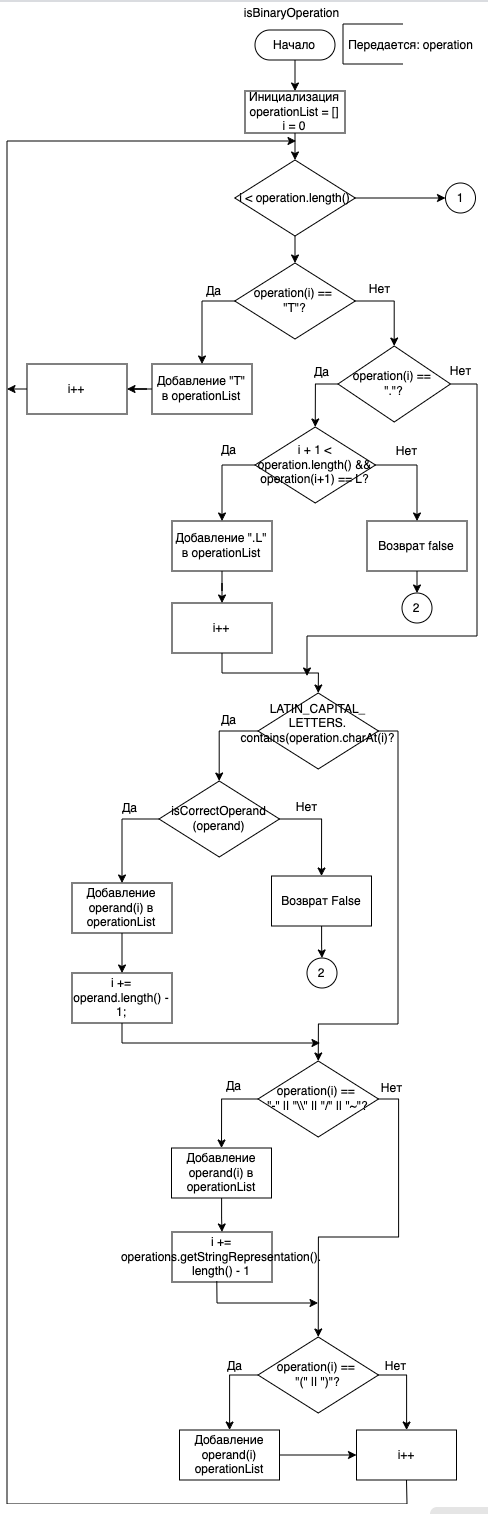 isBinaryOperation
Начало
Передается: operation
Инициализация
operationList = []
i = 0
i < operation.length()
1
operation(i) ==
"T"?
Да
Нет
Добавление "T"
в operationList
i++
operation(i) ==
"."?
Да
Нет
i + 1 <
operation.length() &&
operation(i+1) == L?
Да
Нет
Добавление ".L"
в operationList
Возврат false
i++
2
LATIN_CAPITAL_
LETTERS.
contains(operation.charAt(i)?
Да
isCorrectOperand
(operand)
Да
Нет
Добавление
operand(i) в
operationList
Возврат False
i +=
operand.length() -
1;
2
operation(i) ==
"-" || "\\" || "/" || "~"?
Да
Нет
Добавление
operand(i) в
operationList
i +=
operations.getStringRepresentation().
length() - 1
operation(i) ==
"(" || ")"?
Да
Нет
Добавление
operand(i)
operationList
i++